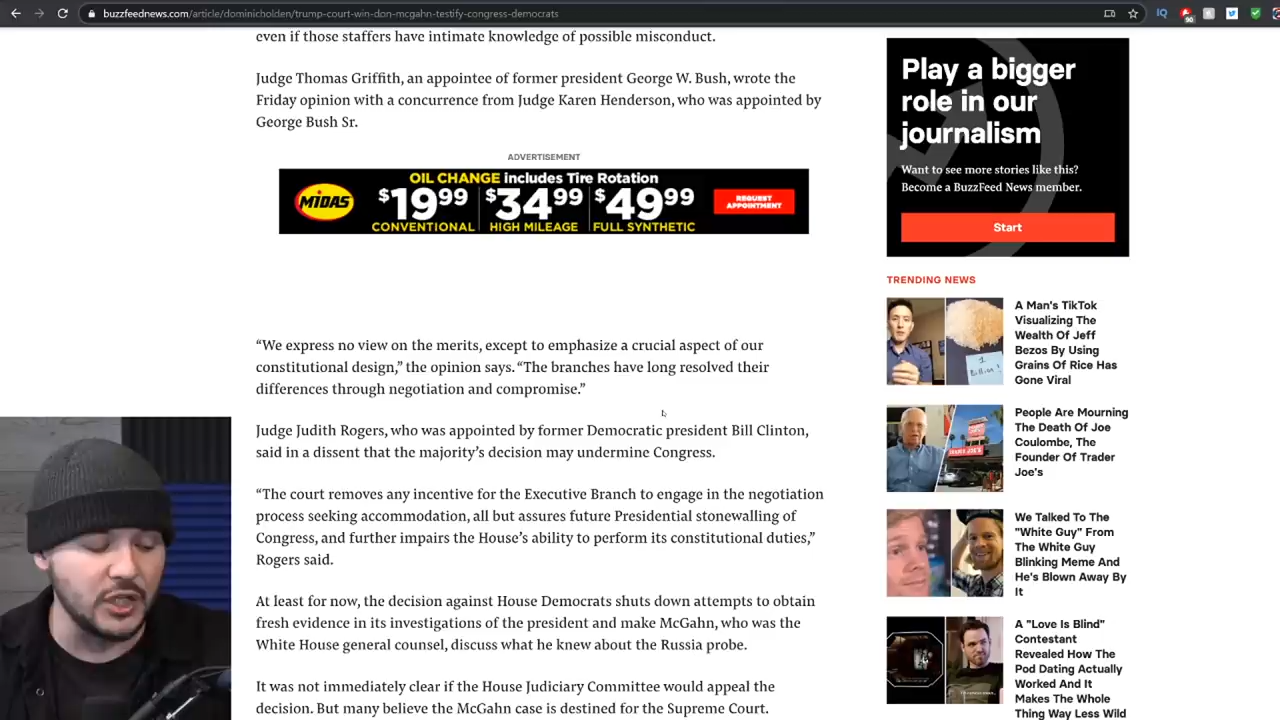 buzzfeednews.com/article/dominicholden/trump-court-win-don-mcgahn-testify-congress-democrats
even if those staffers have intimate knowledge of possible misconduct.
Judge Thomas Griffith, an appointee of former president George W. Bush, wrote the
Friday opinion with a concurrence from Judge Karen Henderson, who was appointed by
George Bush Sr.
ADVERTISEMENT
MIDAS
OIL CHANGE includes Tire Rotation
$19.99 $34.99 $49.99
CONVENTIONAL HIGH MILEAGE FULL SYNTHETIC
REQUEST
APPOINTMENT
“We express no view on the merits, except to emphasize a crucial aspect of our
constitutional design,” the opinion says. “The branches have long resolved their
differences through negotiation and compromise.”
Judge Judith Rogers, who was appointed by former Democratic president Bill Clinton,
said in a dissent that the majority’s decision may undermine Congress.
“The court removes any incentive for the Executive Branch to engage in the negotiation
process seeking accommodation, all but assures future Presidential stonewalling of
Congress, and further impairs the House’s ability to perform its constitutional duties,”
Rogers said.
At least for now, the decision against House Democrats shuts down attempts to obtain
fresh evidence in its investigations of the president and make McGahn, who was the
White House general counsel, discuss what he knew about the Russia probe.
It was not immediately clear if the House Judiciary Committee would appeal the
decision. But many believe the McGahn case is destined for the Supreme Court.
Play a bigger
role in our
journalism
Want to see more stories like this?
Become a BuzzFeed News member.
Start
TRENDING NEWS
A Man's TikTok
Visualizing The
Wealth Of Jeff
Bezos By Using
Grains Of Rice Has
Gone Viral
People Are Mourning
The Death Of Joe
Coulombe, The
Founder Of Trader
Joe's
We Talked To The
"White Guy" From
The White Guy
Blinking Meme And
He's Blown Away By
It
A "Love Is Blind"
Contestant
Revealed How The
Pod Dating Actually
Worked And It
Makes The Whole
Thing Way Less Wild